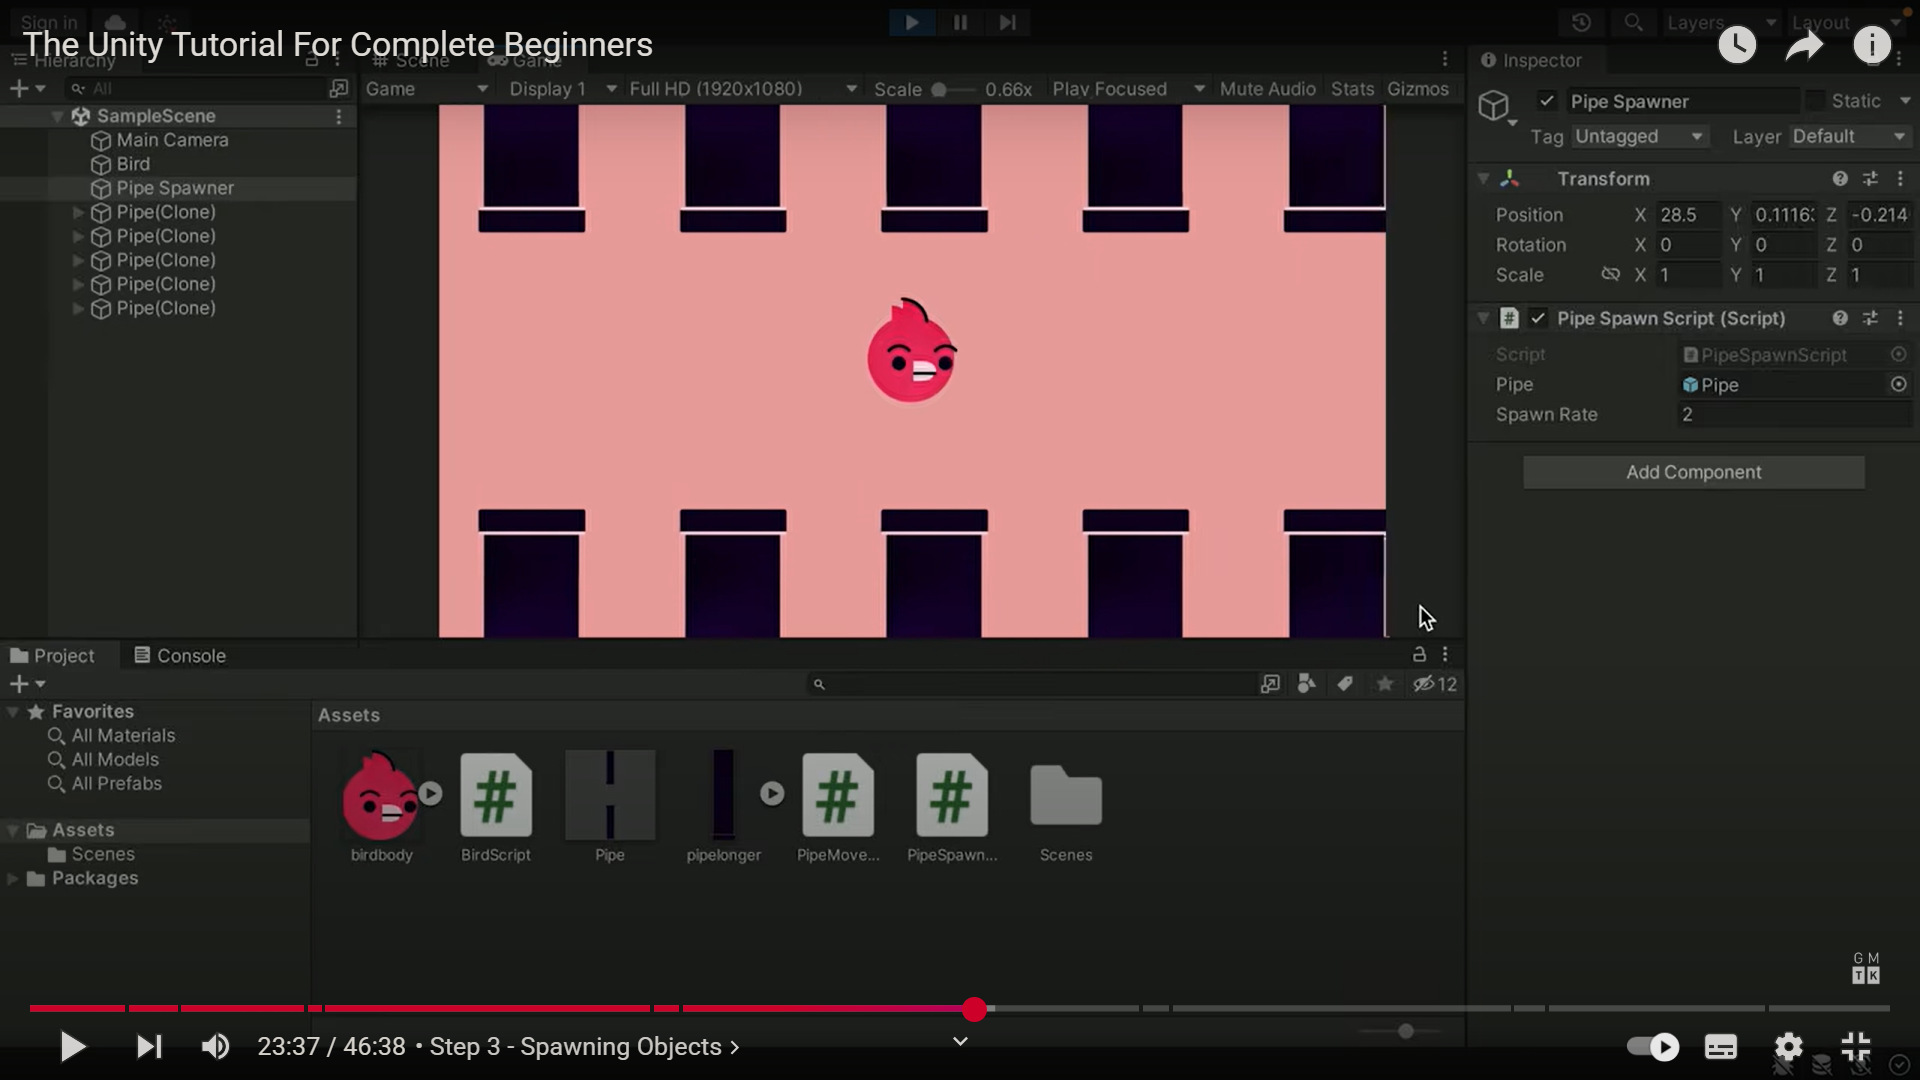 Sign in
Layers
Layout
The Unity Tutorial For Complete Beginners
Hierarchy
Scene
Game
Inspector
All
Game
Display 1
Full HD (1920x1080)
Scale
0.66x
Play Focused
Mute Audio
Stats
Gizmos
SampleScene
Main Camera
Bird
Pipe Spawner
Pipe(Clone)
Pipe(Clone)
Pipe(Clone)
Pipe(Clone)
Pipe(Clone)
Pipe Spawner
Static
Tag Untagged
Layer Default
Transform
Position X 28.5 Y 0.1116 Z -0.214
Rotation X 0 Y 0 Z 0
Scale X 1 Y 1 Z 1
# Pipe Spawn Script (Script)
Script PipeSpawnScript
Pipe Pipe
Spawn Rate 2
Add Component
Project
Console
12
Favorites
All Materials
All Models
All Prefabs
Assets
Scenes
Packages
Assets
birdbody
BirdScript
Pipe
pipelonger
PipeMove...
PipeSpawn...
Scenes
GM
TK
23:37 / 46:38 • Step 3 - Spawning Objects